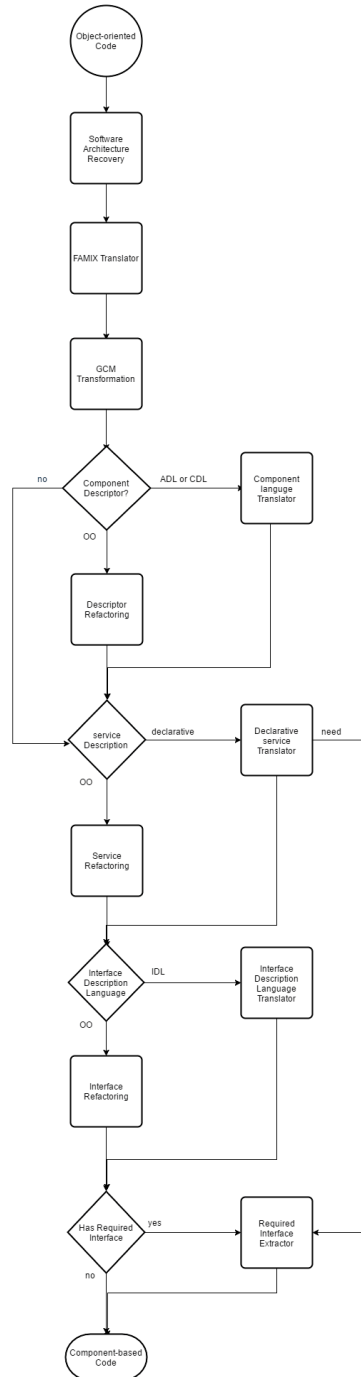 Object-oriented
Code
Software
Architecture
Recovery
FAMIX Translator
GCM
Transformation
no
Component
Descriptor?
ADL or CDL
Component
languge
Translator
OO
Descriptor
Refactoring
service
Description
declarative
Declarative
service
Translator
need
OO
Service
Refactoring
Interface
Description
Language
IDL
Interface
Description
Language
Translator
OO
Interface
Refactoring
Has Required
Interface
yes
Required
Interface
Extractor
no
Component-based
Code